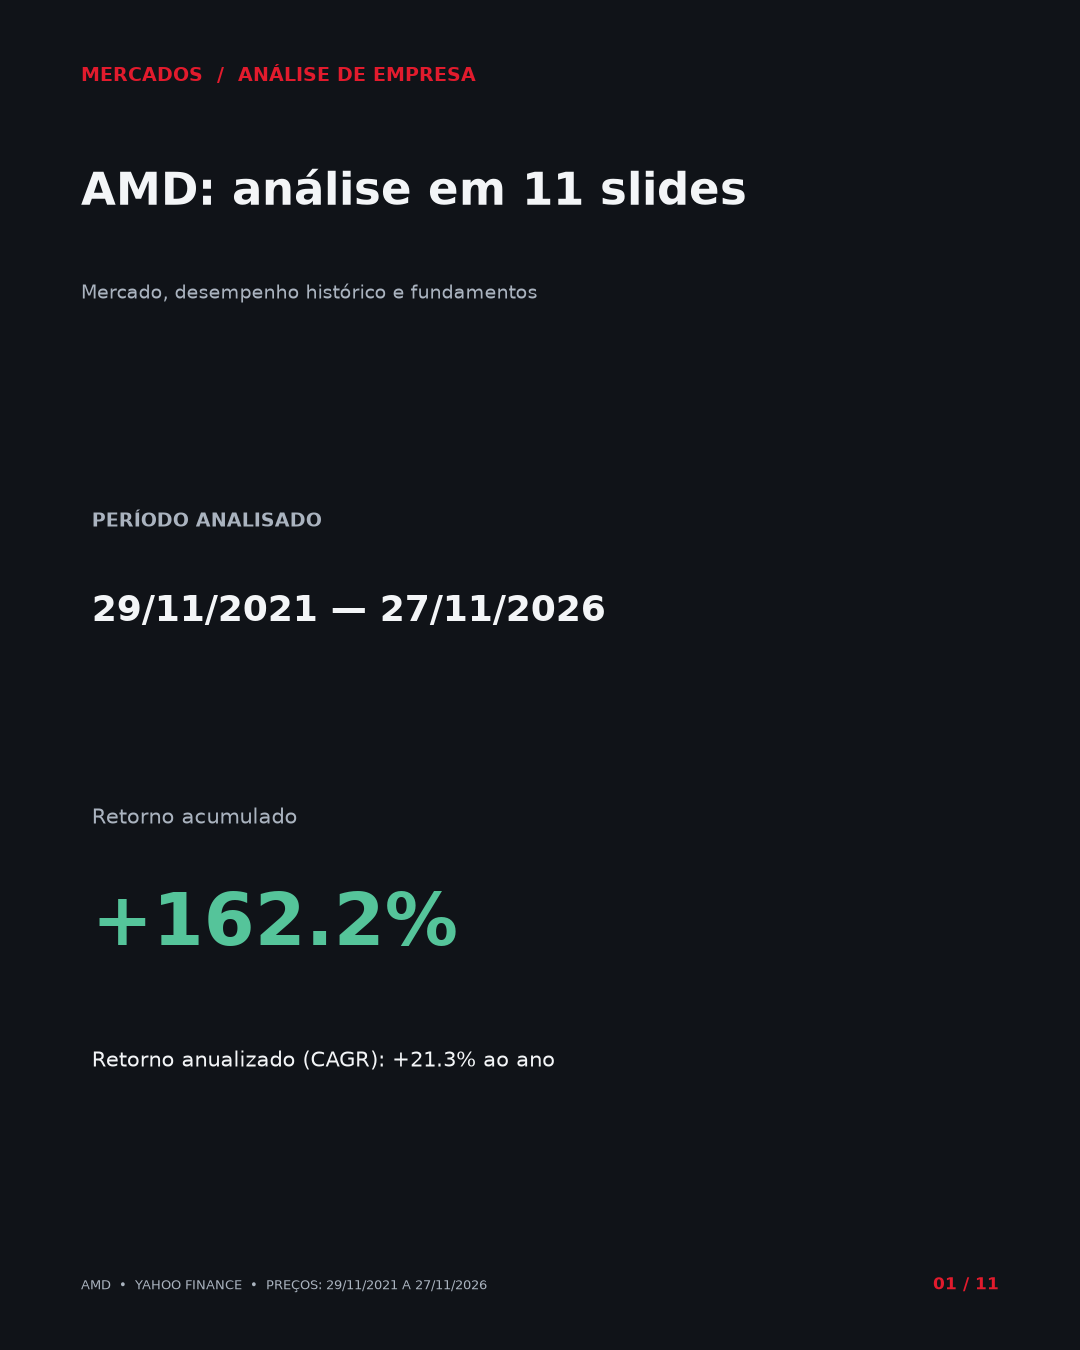 MERCADOS / ANÁLISE DE EMPRESA
AMD: análise em 11 slides
Mercado, desempenho histórico e fundamentos
PERÍODO ANALISADO
29/11/2021 — 27/11/2026
Retorno acumulado
+162.2%
Retorno anualizado (CAGR): +21.3% ao ano
AMD • YAHOO FINANCE • PREÇOS: 29/11/2021 A 27/11/2026
01 / 11